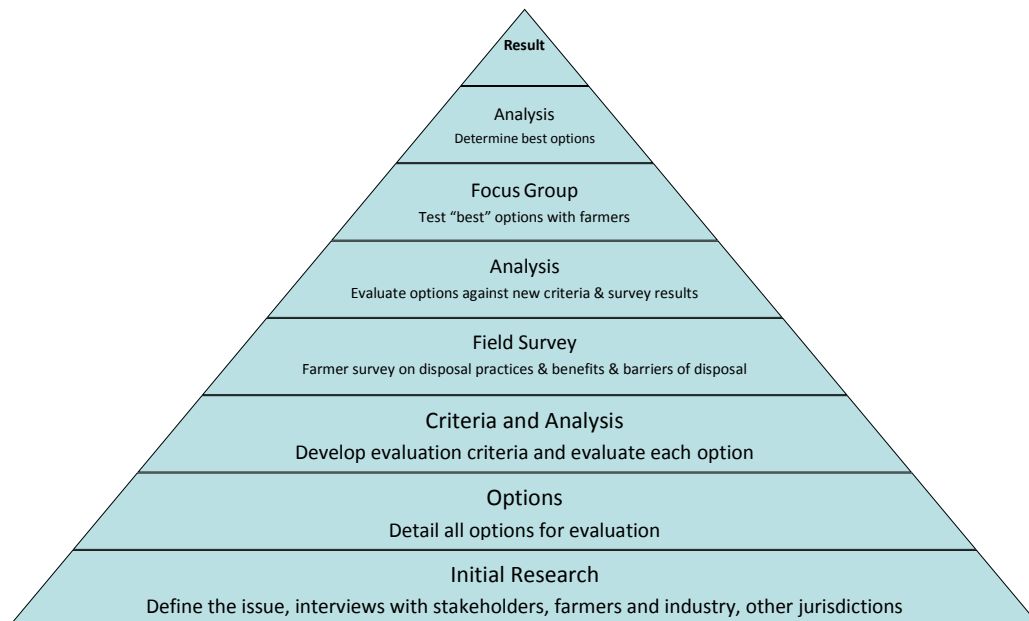 Result
Analysis
Determine best options
Focus Group
Test “best” options with farmers
Analysis
Evaluate options against new criteria & survey results
Field Survey
Farmer survey on disposal practices & benefits & barriers of disposal
Criteria and Analysis
Develop evaluation criteria and evaluate each option
Options
Detail all options for evaluation
Initial Research
Define the issue, interviews with stakeholders, farmers and industry, other jurisdictions